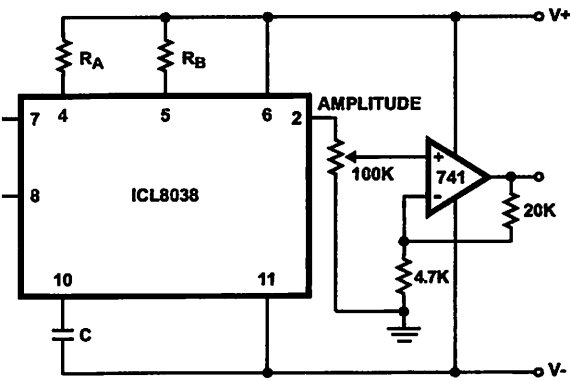 V+
RA
RB
4
5
6
2
AMPLITUDE
7
ICL8038
8
10
11
100K
+
741
-
20K
4.7K
C
V-